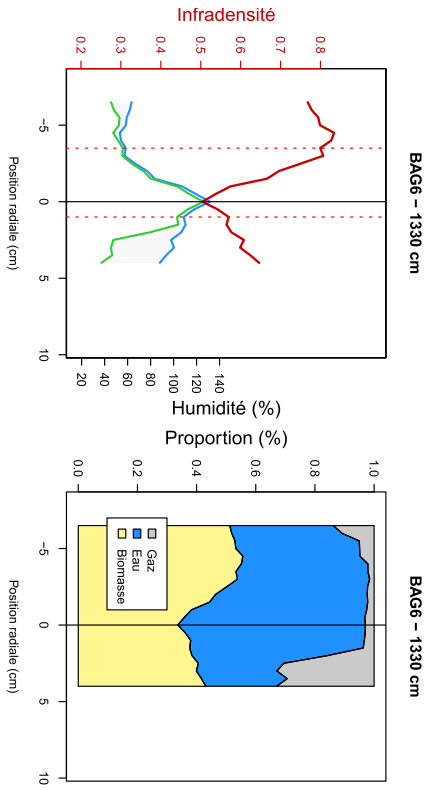 BAG6 − 1330 cm
Infradensité
0.2 0.3 0.4 0.5 0.6 0.7 0.8
−5 0 5 10
Position radiale (cm)
20 40 60 80 100 120 140
Humidité (%)
BAG6 − 1330 cm
Proportion (%)
0.0 0.2 0.4 0.6 0.8 1.0
Gaz
Eau
Biomasse
−5 0 5 10
Position radiale (cm)